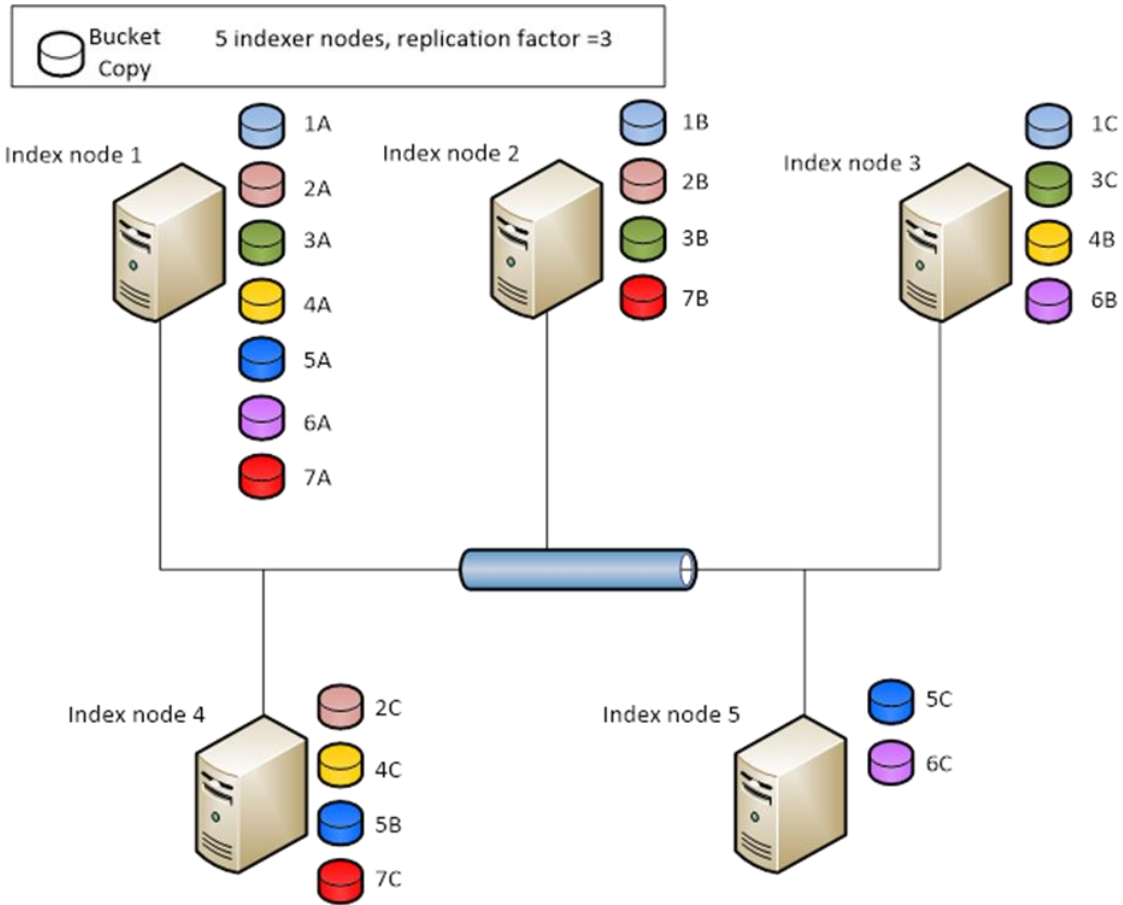 Bucket Copy
5 indexer nodes, replication factor =3
Index node 1
1A
2A
3A
4A
5A
6A
7A
Index node 2
1B
2B
3B
7B
Index node 3
1C
3C
4B
6B
Index node 4
2C
4C
5B
7C
Index node 5
5C
6C